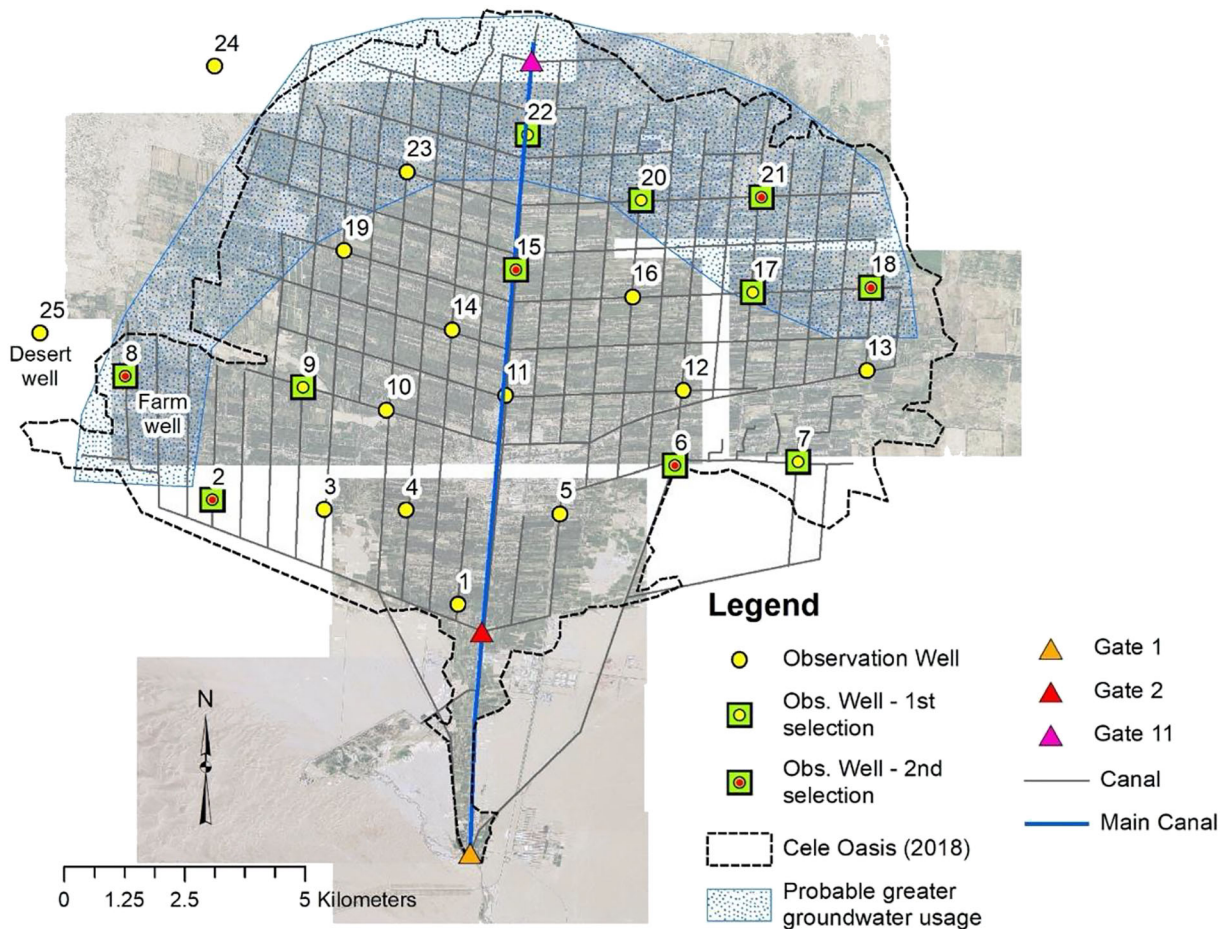 24
22
23
20
21
19
15
16
17
18
25
Desert
well
14
8
9
13
Farm
well
10
11
12
6
7
2
3
4
5
1
N
0 1.25 2.5 5 Kilometers
Legend
Observation Well
Obs. Well - 1st
selection
Obs. Well - 2nd
selection
Cele Oasis (2018)
Probable greater
groundwater usage
Gate 1
Gate 2
Gate 11
Canal
Main Canal